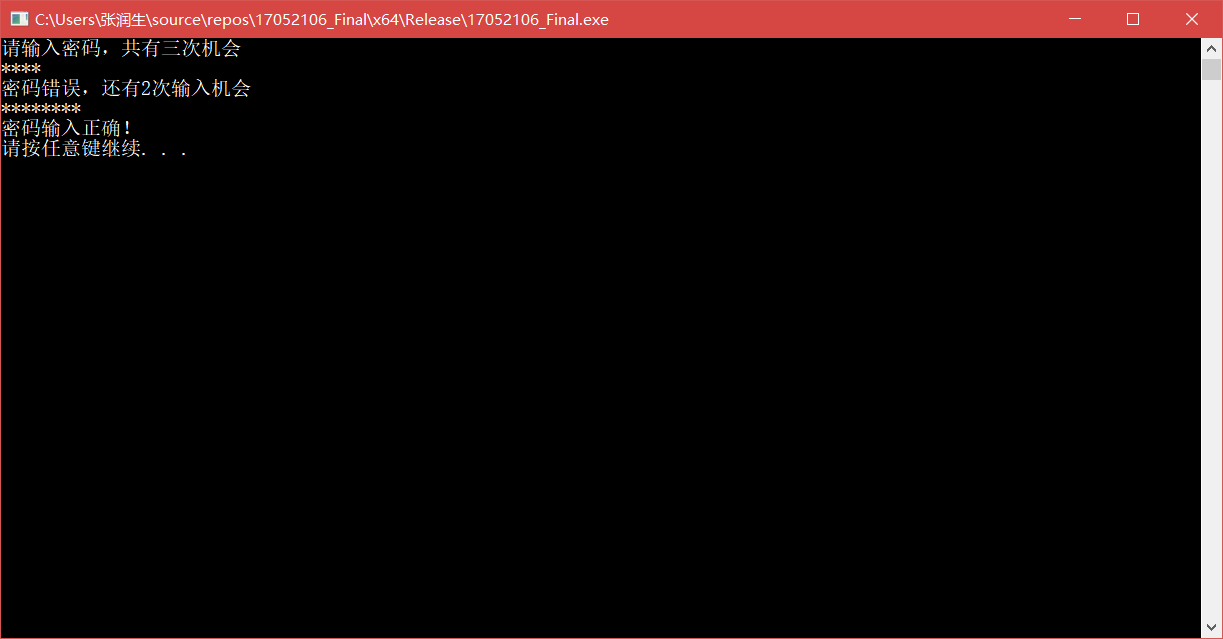 C:\Users\张润生\source\repos\17052106_Final\x64\Release\17052106_Final.exe
请输入密码，共有三次机会
****
密码错误，还有2次输入机会
********
密码输入正确！
请按任意键继续. . .